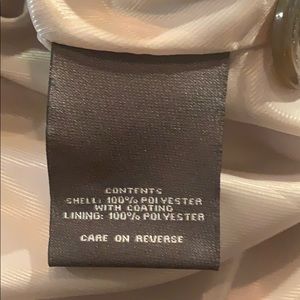 CONTENTS
SHELL: 100% POLYESTER
WITH COATING
LINING: 100% POLYESTER
CARE ON REVERSE